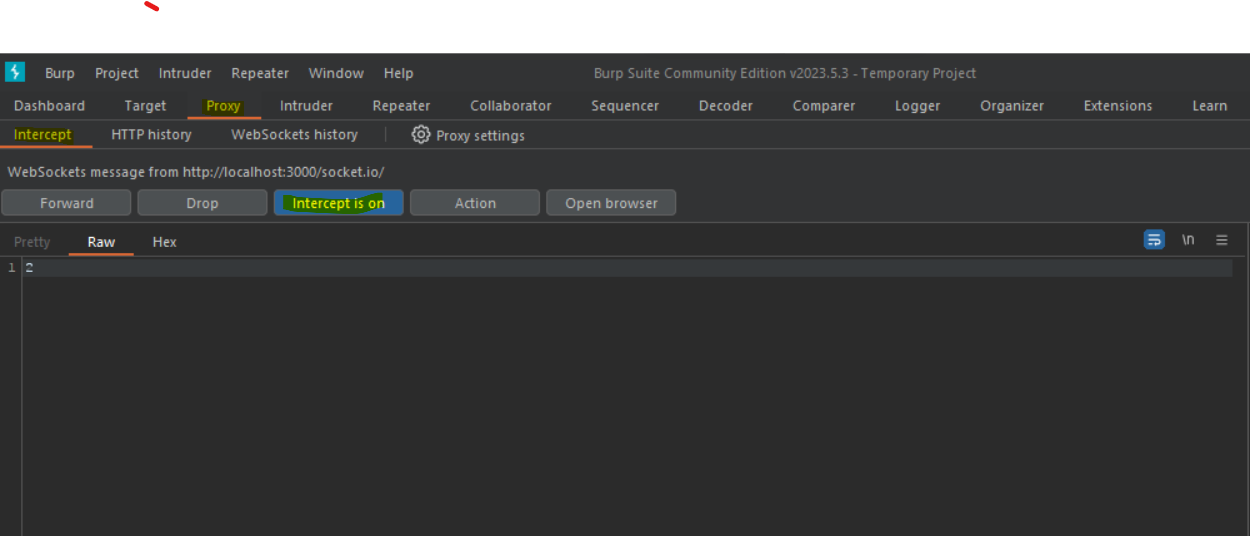 Burp Project Intruder Repeater Window Help Burp Suite Community Edition v2023.5.3 - Temporary Project
Dashboard Target Proxy Intruder Repeater Collaborator Sequencer Decoder Comparer Logger Organizer Extensions Learn
Intercept HTTP history WebSockets history Proxy settings
WebSockets message from http://localhost:3000/socket.io/
Forward Drop Intercept is on Action Open browser
Pretty Raw Hex \n
1 2